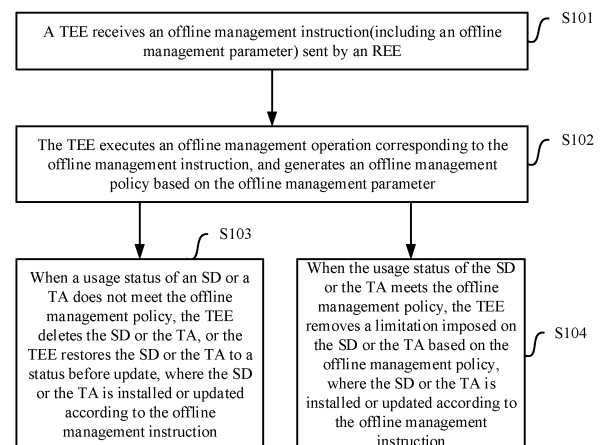 A TEE receives an offline management instruction(including an offline
management parameter) sent by an REE
S101
The TEE executes an offline management operation corresponding to the
offline management instruction, and generates an offline management
policy based on the offline management parameter
S102
S103
When a usage status of an SD or a
TA does not meet the offline
management policy, the TEE
deletes the SD or the TA, or the
TEE restores the SD or the TA to a
status before update, where the SD
or the TA is installed or updated
according to the offline
management instruction
When the usage status of the SD
or the TA meets the offline
management policy, the TEE
removes a limitation imposed on
the SD or the TA based on the
offline management policy,
where the SD or the TA is
installed or updated according to
the offline management
instruction
S104